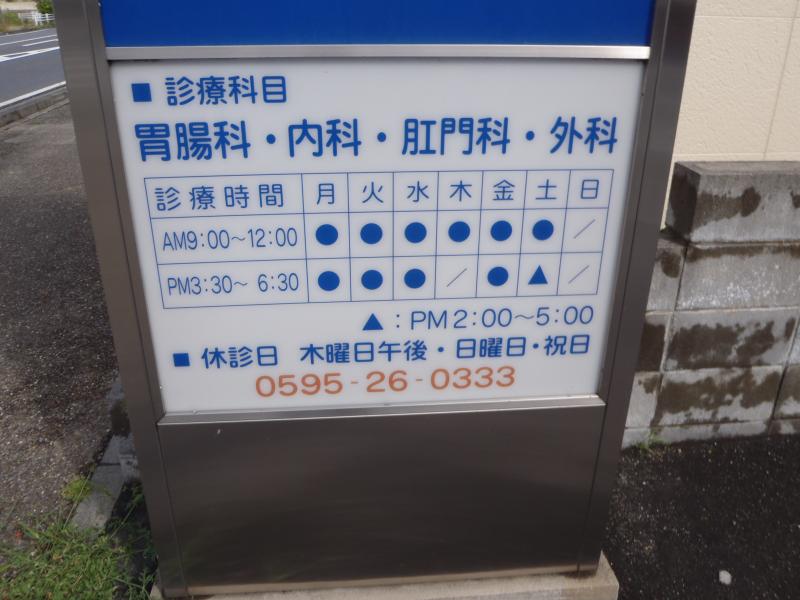 ■ 診療科目
胃腸科・内科・肛門科・外科
診療時間 月 火 水 木 金 土 日
AM9:00～12:00 ● ● ● ● ● ● ／
PM3:30～ 6:30 ● ● ● ／ ● ▲ ／
▲：PM2:00～5:00
■ 休診日 木曜日午後・日曜日・祝日
0595-26-0333